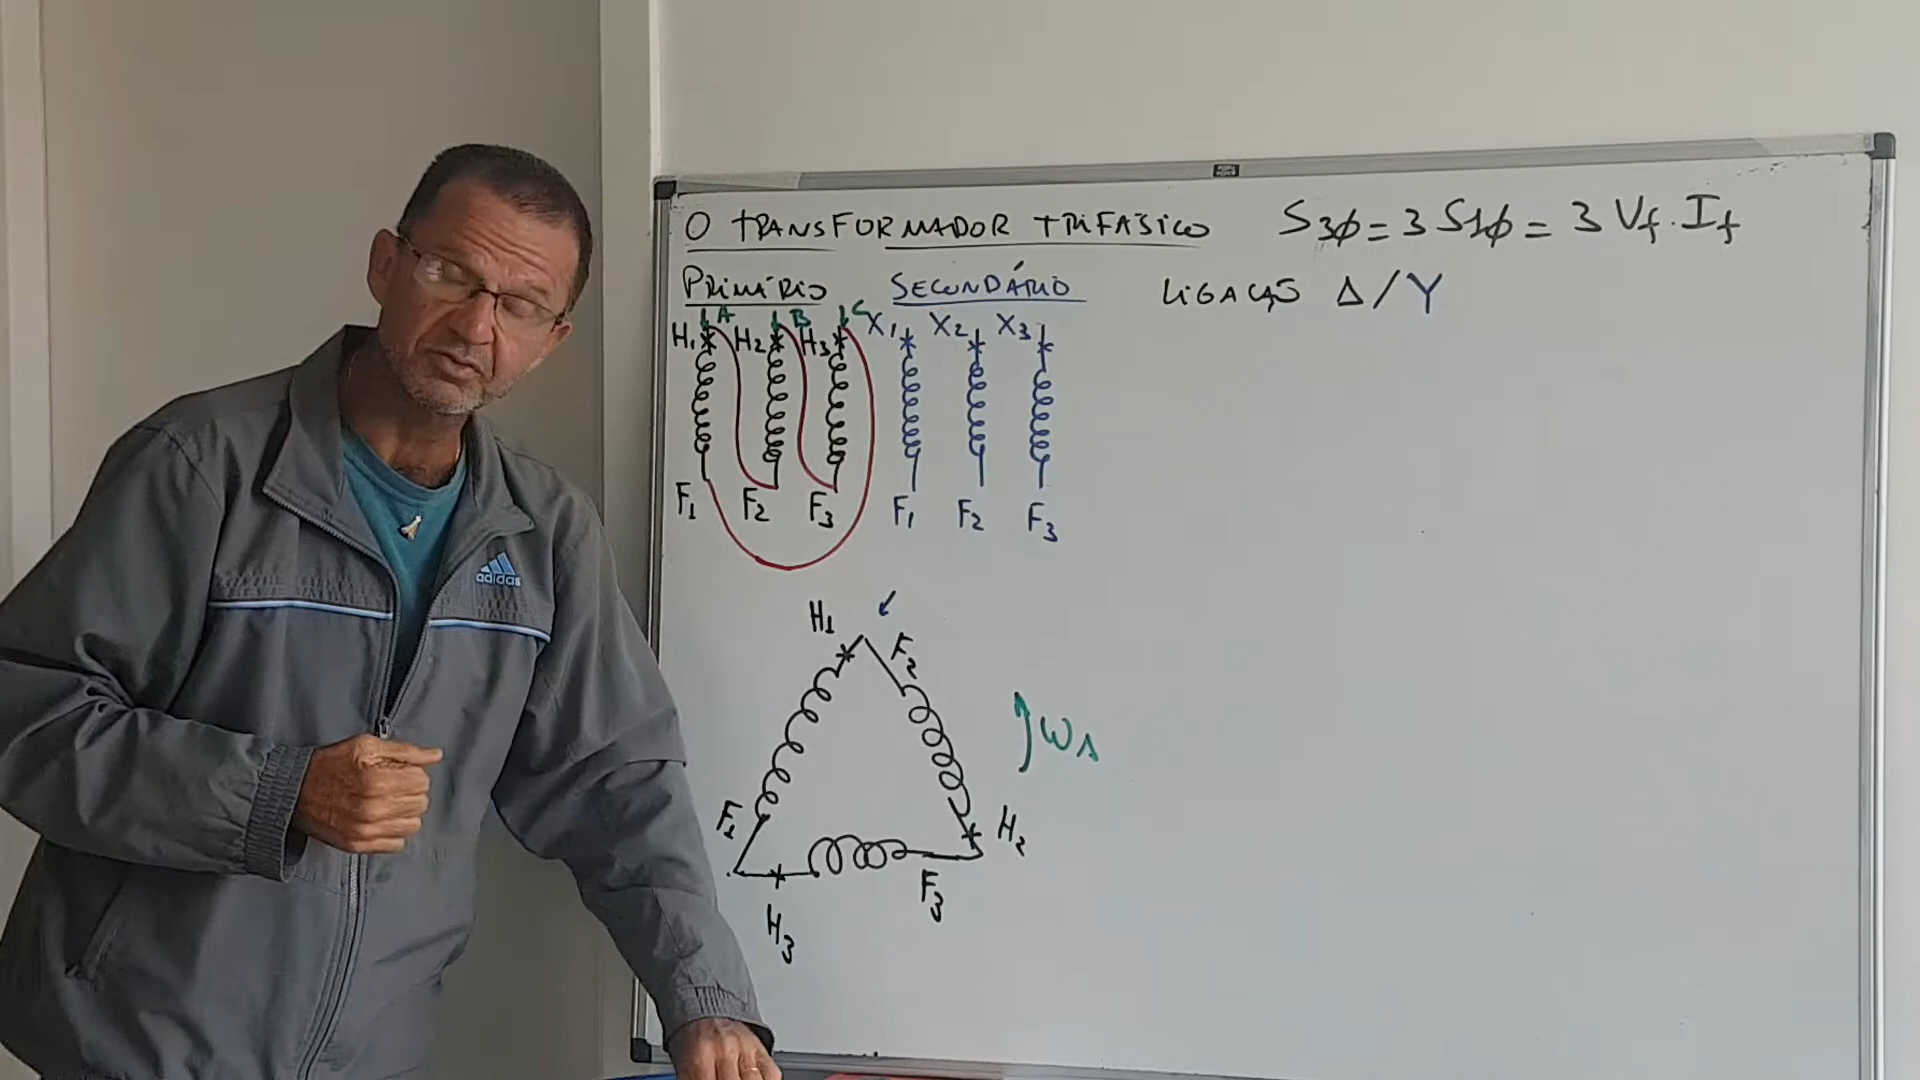 O TRANSFORMADOR TRIFÁSICO
S3φ = 3 S1φ = 3 Vf . If
PRIMÁRIO SECUNDÁRIO LIGAÇÃO Δ/Y
A B C
H1 H2 H3 X1 X2 X3
F1 F2 F3 F1 F2 F3
adidas
H1 F2
ωs
F1 H2
H3 F3